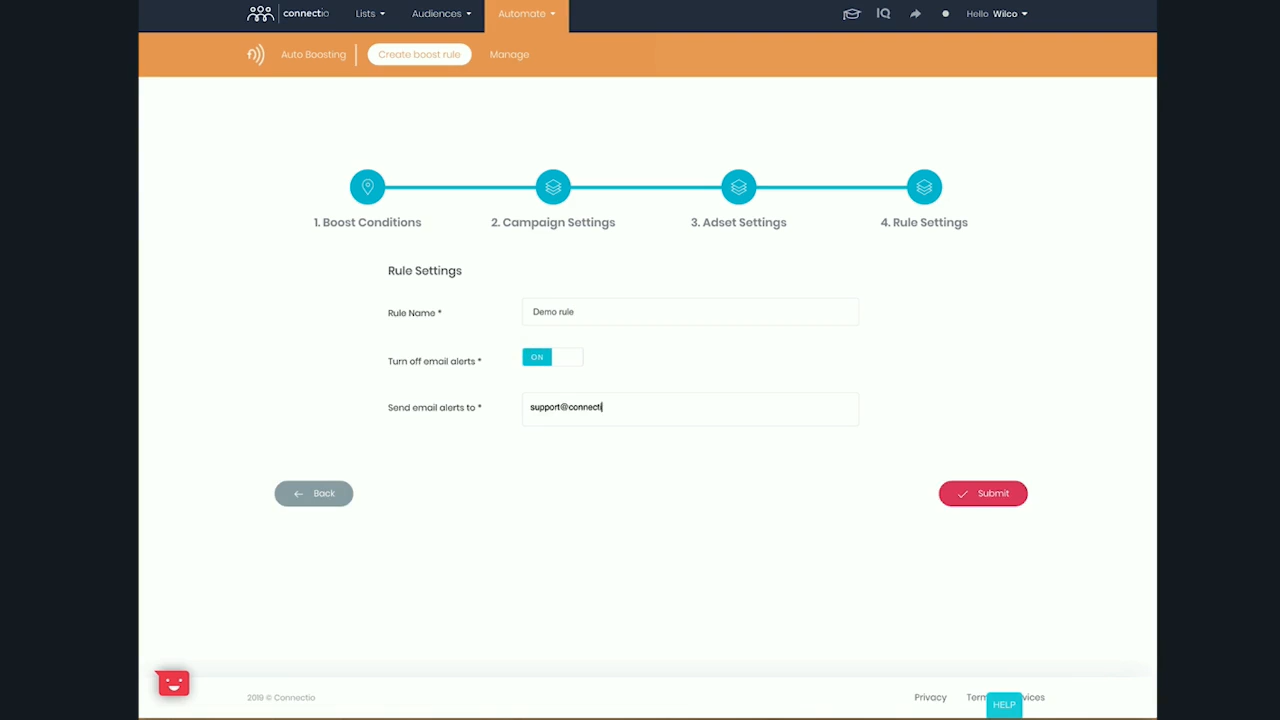 connectio Lists Audiences Automate IQ Hello Wilco
Auto Boosting Create boost rule Manage
1. Boost Conditions 2. Campaign Settings 3. Adset Settings 4. Rule Settings
Rule Settings
Rule Name * Demo rule
Turn off email alerts * ON
Send email alerts to * support@connecti
Back Submit
2019 © Connectio Privacy
HELP